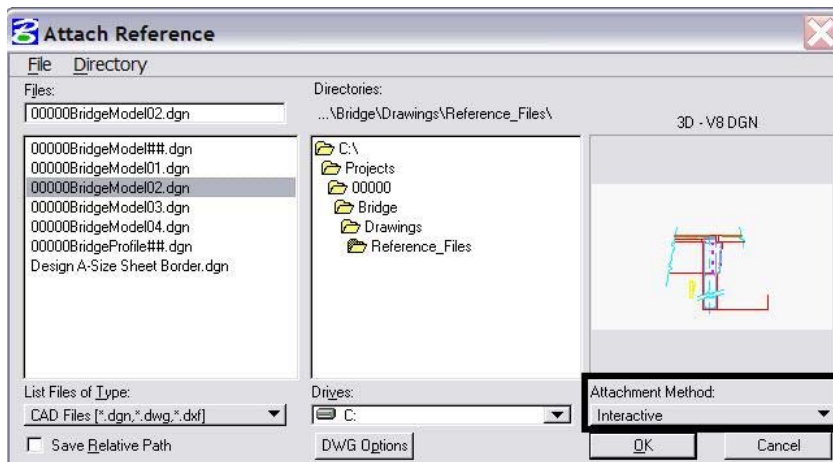 Attach Reference
File Directory
Files:
00000BridgeModel02.dgn
00000BridgeModel##.dgn
00000BridgeModel01.dgn
00000BridgeModel02.dgn
00000BridgeModel03.dgn
00000BridgeModel04.dgn
00000BridgeProfile##.dgn
Design A-Size Sheet Border.dgn
List Files of Type:
CAD Files [*.dgn,*.dwg,*.dxf]
Save Relative Path
Directories:
...\Bridge\Drawings\Reference_Files\
C:\
Projects
00000
Bridge
Drawings
Reference_Files
Drives:
C:
DWG Options
3D - V8 DGN
Attachment Method:
Interactive
OK Cancel